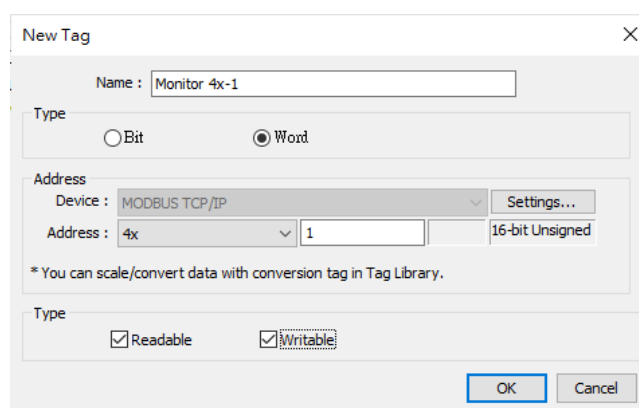 New Tag
Name : Monitor 4x-1
Type
Bit Word
Address
Device : MODBUS TCP/IP Settings...
Address : 4x 1 16-bit Unsigned
* You can scale/convert data with conversion tag in Tag Library.
Type
Readable Writable
OK Cancel